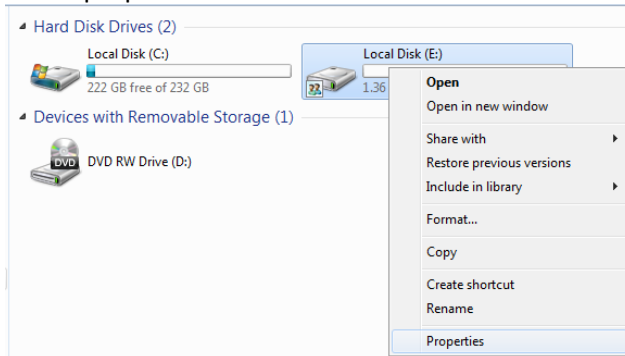 Hard Disk Drives (2)
Local Disk (C:)
222 GB free of 232 GB
Local Disk (E:)
1.36
Devices with Removable Storage (1)
DVD
DVD RW Drive (D:)
Open
Open in new window
Share with
Restore previous versions
Include in library
Format...
Copy
Create shortcut
Rename
Properties